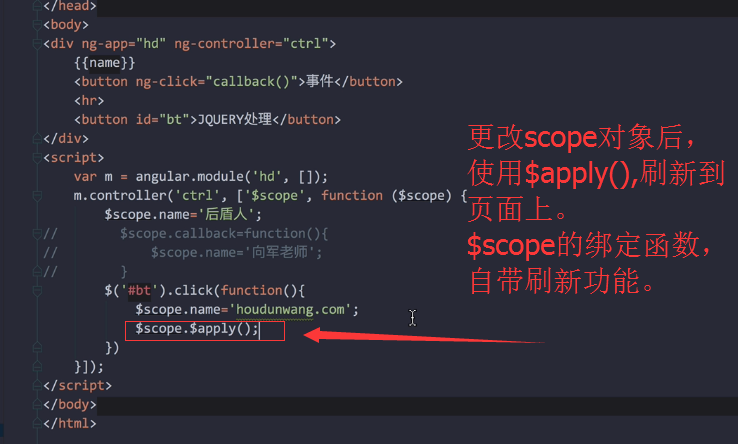 </head>
<body>
<div ng-app="hd" ng-controller="ctrl">
{{name}}
<button ng-click="callback()">事件</button>
<hr>
<button id="bt">JQUERY处理</button>
</div>
<script>
var m = angular.module('hd', []);
m.controller('ctrl', ['$scope', function ($scope) {
$scope.name='后盾人';
// $scope.callback=function(){
// $scope.name='向军老师';
// }
$('#bt').click(function(){
$scope.name='houdunwang.com';
$scope.$apply();
})
}]);
</script>
</body>
</html>
更改scope对象后，
使用$apply(),刷新到
页面上。
$scope的绑定函数，
自带刷新功能。